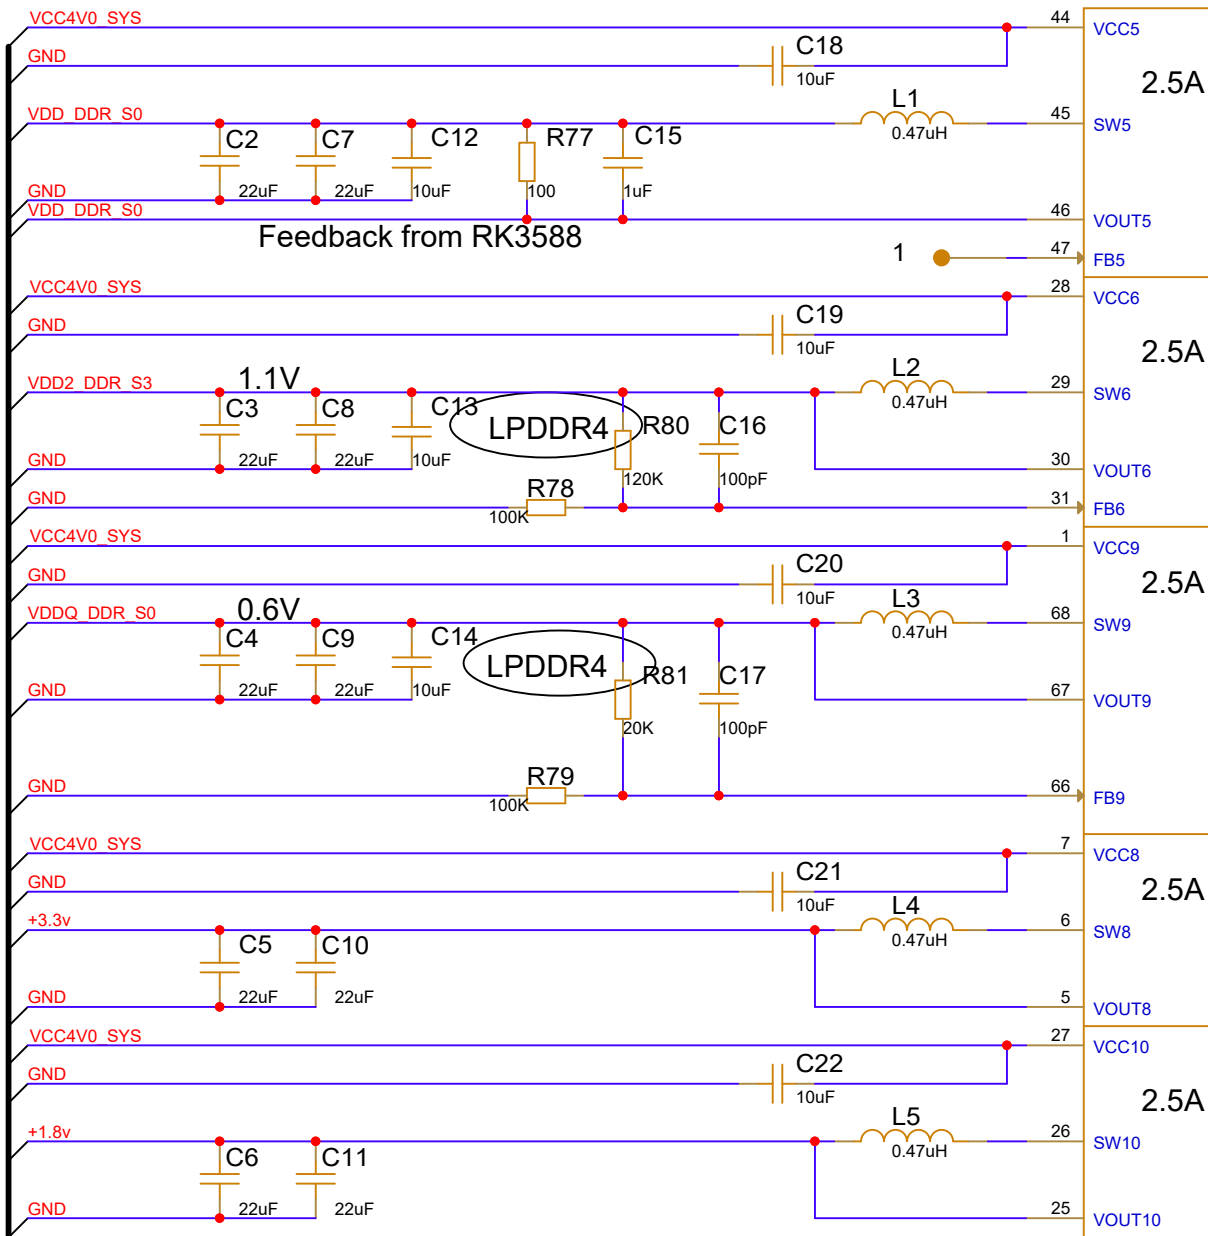 VCC4V0_SYS 44 VCC5
GND C18 10uF
2.5A
VDD_DDR_S0 L1 0.47uH 45 SW5
C2 C7 C12 R77 C15
22uF 22uF 10uF 100 1uF
GND
VDD_DDR_S0 46 VOUT5
Feedback from RK3588
1 47 FB5
VCC4V0_SYS 28 VCC6
GND C19 10uF
2.5A
VDD2_DDR_S3 1.1V L2 0.47uH 29 SW6
C3 C8 C13 LPDDR4 R80 C16
22uF 22uF 10uF 120K 100pF
GND 30 VOUT6
GND R78 100K 31 FB6
VCC4V0_SYS 1 VCC9
GND C20 10uF
2.5A
VDDQ_DDR_S0 0.6V L3 0.47uH 68 SW9
C4 C9 C14 LPDDR4 R81 C17
22uF 22uF 10uF 20K 100pF
GND 67 VOUT9
GND R79 100K 66 FB9
VCC4V0_SYS 7 VCC8
GND C21 10uF
2.5A
+3.3v L4 0.47uH 6 SW8
C5 C10
22uF 22uF
GND 5 VOUT8
VCC4V0_SYS 27 VCC10
GND C22 10uF
2.5A
+1.8v L5 0.47uH 26 SW10
C6 C11
22uF 22uF
GND 25 VOUT10